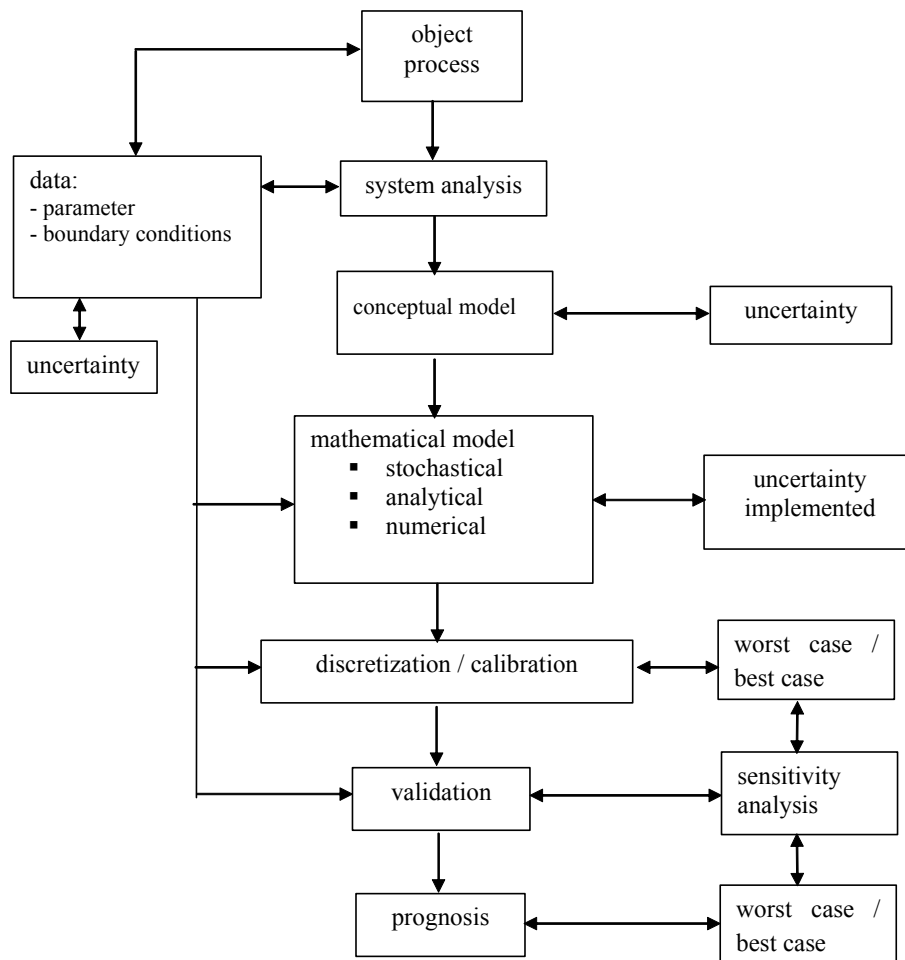 object
process
data:
- parameter
- boundary conditions
system analysis
conceptual model
uncertainty
uncertainty
mathematical model
▪ stochastical
▪ analytical
▪ numerical
uncertainty
implemented
discretization / calibration
worst case /
best case
validation
sensitivity
analysis
prognosis
worst case /
best case